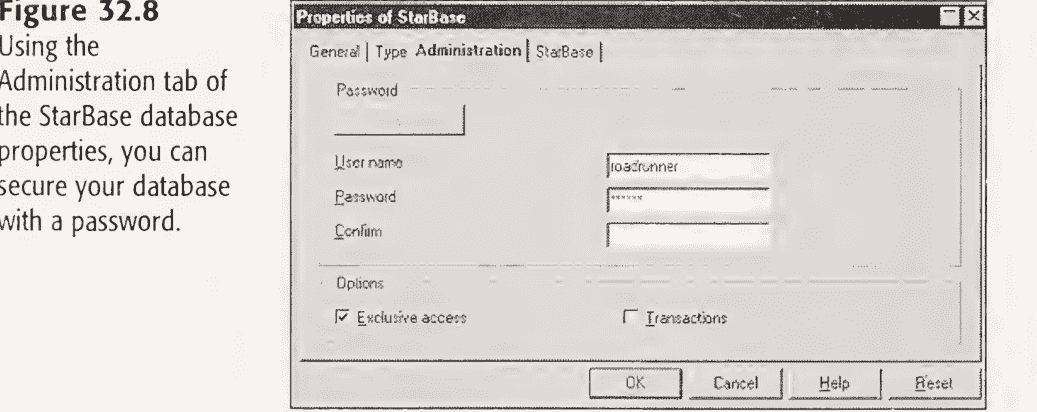 Figure 32.8
Using the
Administration tab of
the StarBase database
properties, you can
secure your database
with a password.
Properties of StarBase
General | Type Administration | StarBase |
Password
User name
roadrunner
Password
******
Confirm
Options
Exclusive access
Transactions
OK
Cancel
Help
Reset